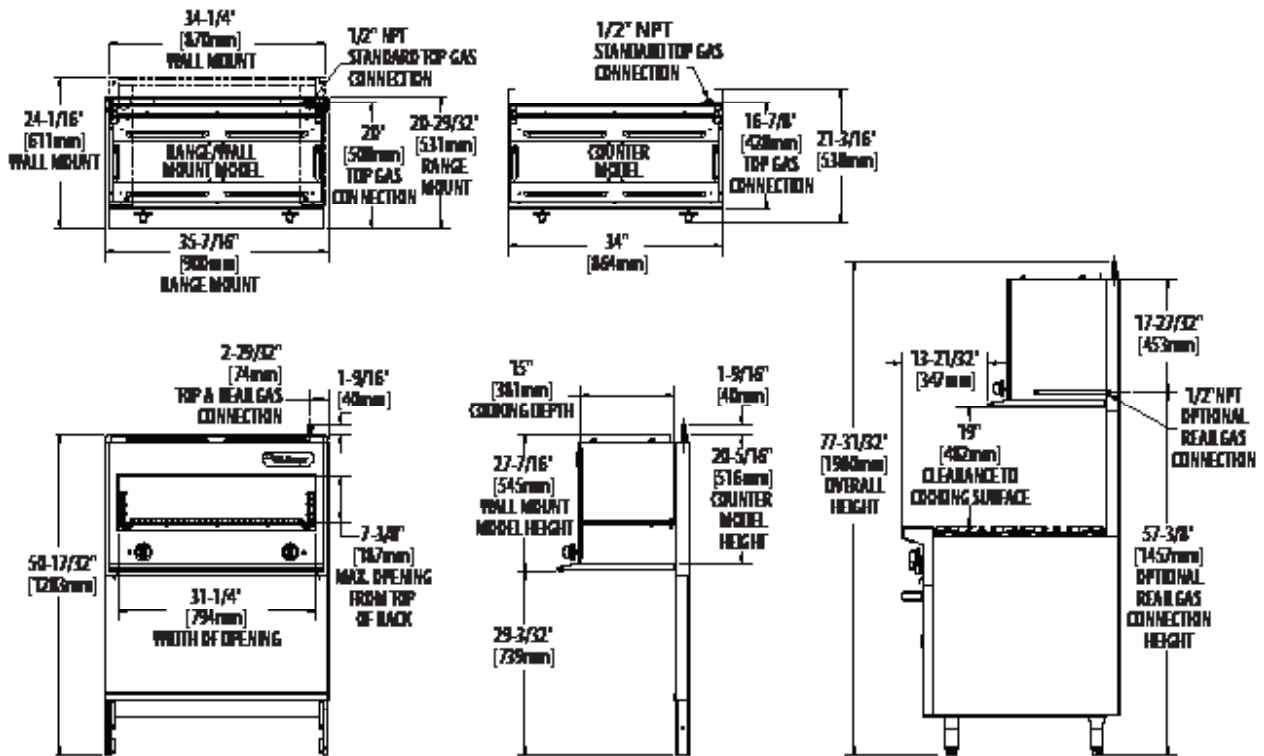 34-1/4"
[870mm]
WALL MOUNT
1/2" NPT
STANDARD TOP GAS
CONNECTION
24-1/16"
[611mm]
WALL MOUNT
RANGE/WALL
MOUNT MODEL
20"
[508mm]
TOP GAS
CONNECTION
20-29/32"
[531mm]
RANGE
MOUNT
35-7/16"
[900mm]
RANGE MOUNT
1/2" NPT
STANDARD TOP GAS
CONNECTION
COUNTER
MODEL
16-7/8"
[428mm]
TOP GAS
CONNECTION
21-3/16"
[538mm]
34"
[864mm]
2-29/32"
[74mm]
TOP & REAR GAS
CONNECTION
1-9/16"
[40mm]
50-17/32"
[1283mm]
7-3/8"
[187mm]
MAX. OPENING
FROM TOP
OF RACK
31-1/4"
[794mm]
WIDTH OF OPENING
15"
[381mm]
COOKING DEPTH
1-9/16"
[40mm]
WALL MOUNT
MODEL HEIGHT
20-5/16"
[516mm]
COUNTER
MODEL
HEIGHT
29-3/32"
[739mm]
13-21/32"
[347mm]
17-27/32"
[453mm]
1/2" NPT
OPTIONAL
REAR GAS
CONNECTION
77-31/32"
[1980mm]
OVERALL
HEIGHT
19"
[482mm]
CLEARANCE TO
COOKING SURFACE
57-3/8"
[1457mm]
OPTIONAL
REAR GAS
CONNECTION
HEIGHT